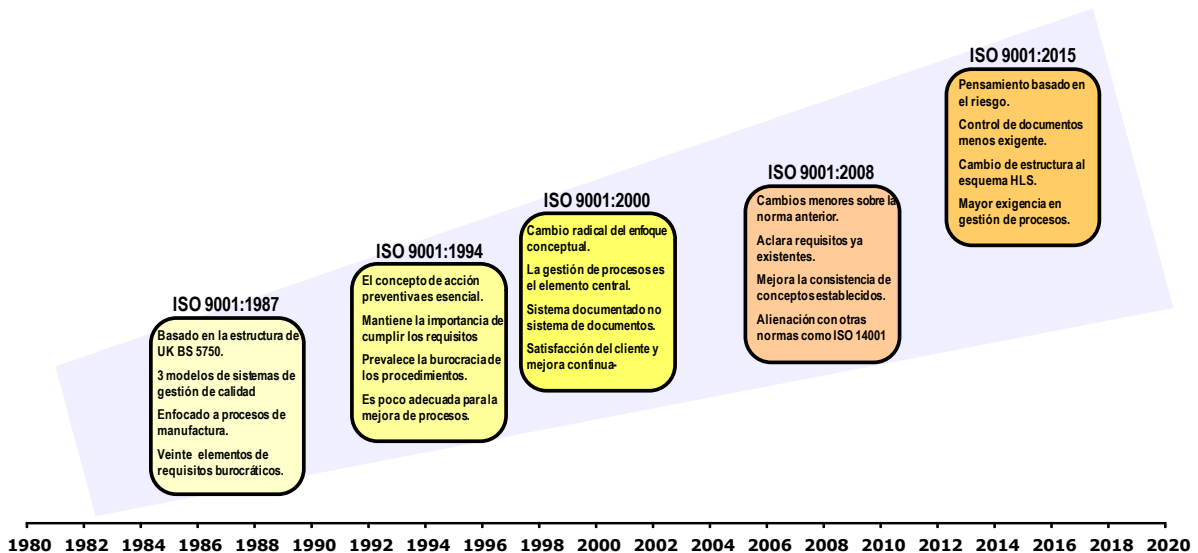 ISO 9001:1987
Basado en la estructura de
UK BS 5750.
3 modelos de sistemas de
gestión de calidad
Enfocado a procesos de
manufactura.
Veinte elementos de
requisitos burocráticos.
ISO 9001:1994
El concepto de acción
preventiva es esencial.
Mantiene la importancia de
cumplir los requisitos
Prevalece la burocracia de
los procedimientos.
Es poco adecuada para la
mejora de procesos.
ISO 9001:2000
Cambio radical del enfoque
conceptual.
La gestión de procesos es
el elemento central.
Sistema documentado no
sistema de documentos.
Satisfacción del cliente y
mejora continua-
ISO 9001:2008
Cambios menores sobre la
norma anterior.
Aclara requisitos ya
existentes.
Mejora la consistencia de
conceptos establecidos.
Alienación con otras
normas como ISO 14001
ISO 9001:2015
Pensamiento basado en
el riesgo.
Control de documentos
menos exigente.
Cambio de estructura al
esquema HLS.
Mayor exigencia en
gestión de procesos.
1980 1982 1984 1986 1988 1990 1992 1994 1996 1998 2000 2002 2004 2006 2008 2010 2012 2014 2016 2018 2020